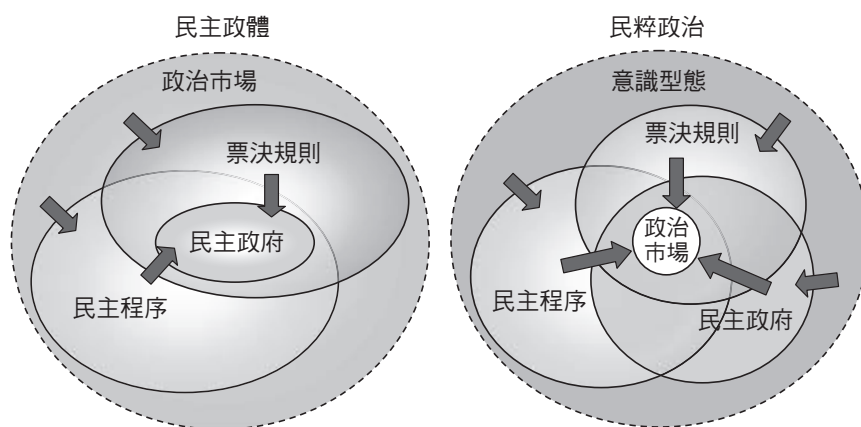 民主政體
政治市場
票決規則
民主政府
民主程序
民粹政治
意識型態
票決規則
政治
市場
民主程序
民主政府